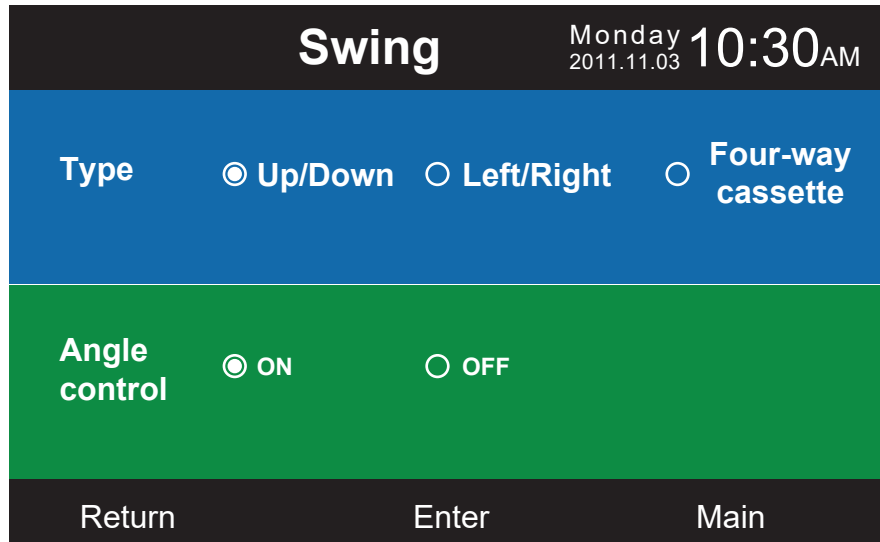 Swing
Monday
2011.11.03
10:30AM
Type
Up/Down
Left/Right
Four-way
cassette
Angle
control
ON
OFF
Return
Enter
Main